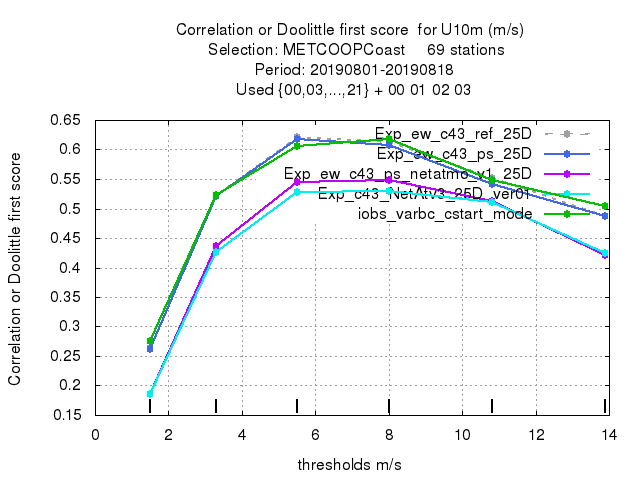 Correlation or Doolittle first score  for U10m (m/s)
Selection: METCOOPCoast     69 stations
Period: 20190801-20190818
Used {00,03,...,21} + 00 01 02 03
Correlation or Doolittle first score
0.65
0.6
0.55
0.5
0.45
0.4
0.35
0.3
0.25
0.2
0.15
Exp_ew_c43_ref_25D
Exp_ew_c43_ps_25D
Exp_ew_c43_ps_netatmo_v1_25D
Exp_c43_NetAtv3_25D_ver01
iobs_varbc_cstart_mode
0 2 4 6 8 10 12 14
thresholds m/s